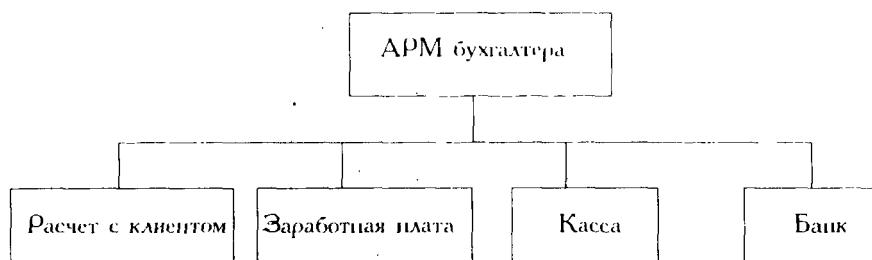 АРМ бухгалтера
Расчет с клиентом
Заработная плата
Касса
Банк